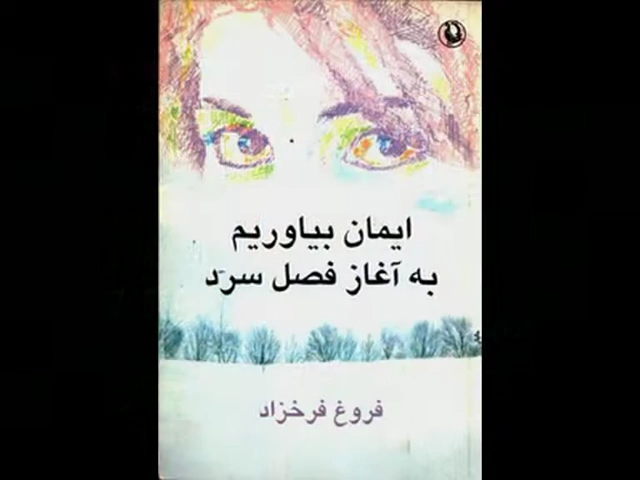 ایمان بیاوریم
به آغاز فصل سرد
فروغ فرخزاد